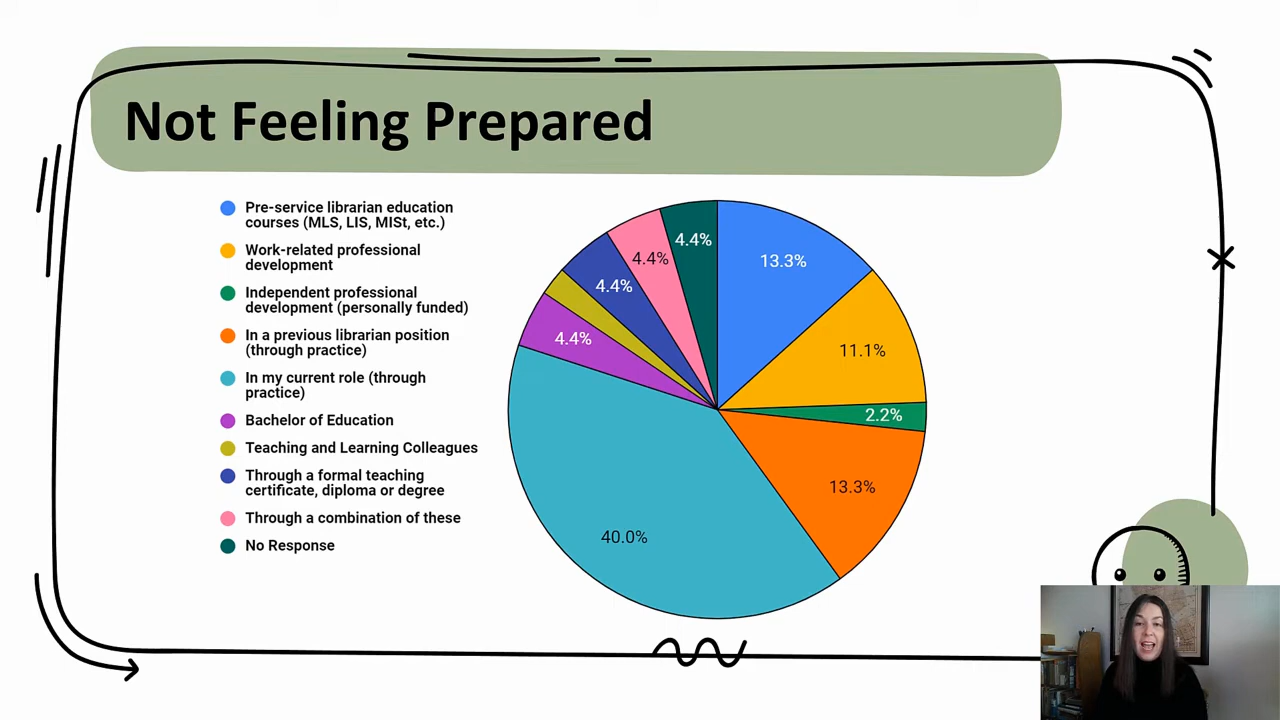 Not Feeling Prepared
Pre-service librarian education
courses (MLS, LIS, MISt, etc.)
Work-related professional
development
Independent professional
development (personally funded)
In a previous librarian position
(through practice)
In my current role (through
practice)
Bachelor of Education
Teaching and Learning Colleagues
Through a formal teaching
certificate, diploma or degree
Through a combination of these
No Response
13.3%
11.1%
2.2%
13.3%
40.0%
4.4%
4.4%
4.4%
4.4%